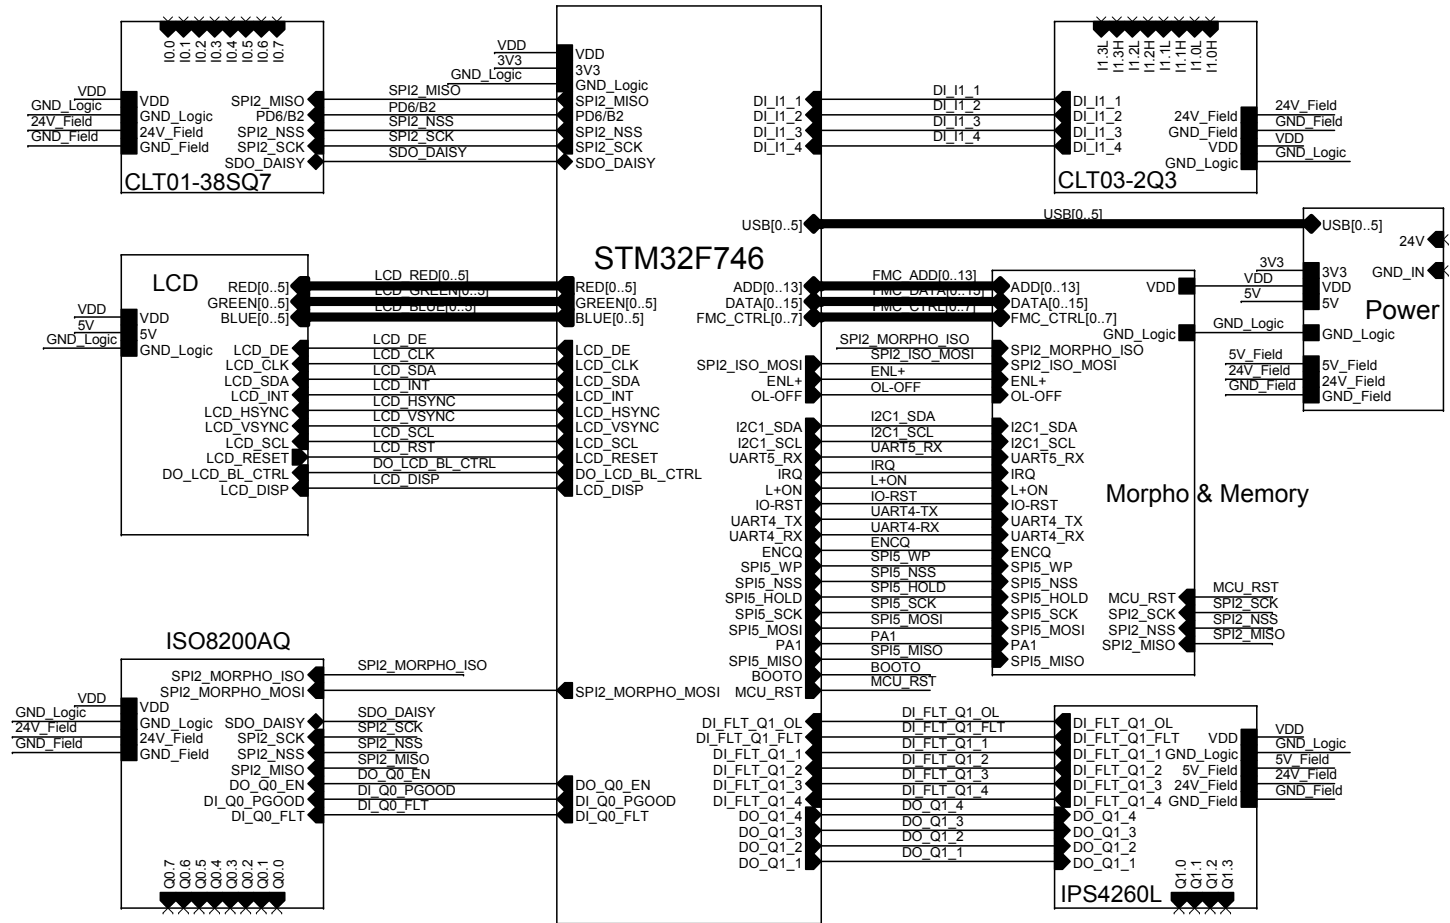 I0.0
I0.1
I0.2
I0.3
I0.4
I0.5
I0.6
I0.7
VDD
GND_Logic
24V_Field
GND_Field
VDD
GND_Logic
24V_Field
GND_Field
SPI2_MISO
PD6/B2
SPI2_NSS
SPI2_SCK
SDO_DAISY
CLT01-38SQ7
SPI2_MISO
PD6/B2
SPI2_NSS
SPI2_SCK
SDO_DAISY
VDD
3V3
GND_Logic
VDD
3V3
GND_Logic
SPI2_MISO
PD6/B2
SPI2_NSS
SPI2_SCK
SDO_DAISY
DI_I1_1
DI_I1_2
DI_I1_3
DI_I1_4
DI_I1_1
DI_I1_2
DI_I1_3
DI_I1_4
I1.3L
I1.3H
I1.2L
I1.2H
I1.1L
I1.1H
I1.0L
I1.0H
DI_I1_1
DI_I1_2
DI_I1_3
DI_I1_4
24V_Field
GND_Field
VDD
GND_Logic
24V_Field
GND_Field
VDD
GND_Logic
CLT03-2Q3
USB[0..5]
USB[0..5]
USB[0..5]
24V
GND_IN
3V3
VDD
5V
3V3
VDD
5V
Power
GND_Logic
GND_Logic
5V_Field
24V_Field
GND_Field
5V_Field
24V_Field
GND_Field
STM32F746
LCD
VDD
5V
GND_Logic
VDD
5V
GND_Logic
RED[0..5]
GREEN[0..5]
BLUE[0..5]
LCD_DE
LCD_CLK
LCD_SDA
LCD_INT
LCD_HSYNC
LCD_VSYNC
LCD_SCL
LCD_RESET
DO_LCD_BL_CTRL
LCD_DISP
LCD_RED[0..5]
LCD_GREEN[0..5]
LCD_BLUE[0..5]
LCD_DE
LCD_CLK
LCD_SDA
LCD_INT
LCD_HSYNC
LCD_VSYNC
LCD_SCL
LCD_RST
DO_LCD_BL_CTRL
LCD_DISP
RED[0..5]
GREEN[0..5]
BLUE[0..5]
LCD_DE
LCD_CLK
LCD_SDA
LCD_INT
LCD_HSYNC
LCD_VSYNC
LCD_SCL
LCD_RESET
DO_LCD_BL_CTRL
LCD_DISP
ADD[0..13]
DATA[0..15]
FMC_CTRL[0..7]
SPI2_ISO_MOSI
ENL+
OL-OFF
I2C1_SDA
I2C1_SCL
UART5_RX
IRQ
L+ON
IO-RST
UART4_TX
UART4_RX
ENCQ
SPI5_WP
SPI5_NSS
SPI5_HOLD
SPI5_SCK
SPI5_MOSI
PA1
SPI5_MISO
BOOTO
MCU_RST
FMC_ADD[0..13]
FMC_DATA[0..15]
FMC_CTRL[0..7]
SPI2_MORPHO_ISO
SPI2_ISO_MOSI
ENL+
OL-OFF
I2C1_SDA
I2C1_SCL
UART5_RX
IRQ
L+ON
IO-RST
UART4-TX
UART4-RX
ENCQ
SPI5_WP
SPI5_NSS
SPI5_HOLD
SPI5_SCK
SPI5_MOSI
PA1
SPI5_MISO
BOOTO
MCU_RST
ADD[0..13]
DATA[0..15]
FMC_CTRL[0..7]
SPI2_MORPHO_ISO
SPI2_ISO_MOSI
ENL+
OL-OFF
I2C1_SDA
I2C1_SCL
UART5_RX
IRQ
L+ON
IO-RST
UART4_TX
UART4_RX
ENCQ
SPI5_WP
SPI5_NSS
SPI5_HOLD
SPI5_SCK
SPI5_MOSI
PA1
SPI5_MISO
VDD
GND_Logic
Morpho & Memory
MCU_RST
SPI2_SCK
SPI2_NSS
SPI2_MISO
MCU_RST
SPI2_SCK
SPI2_NSS
SPI2_MISO
ISO8200AQ
SPI2_MORPHO_ISO
SPI2_MORPHO_MOSI
VDD
GND_Logic
24V_Field
GND_Field
VDD
GND_Logic
24V_Field
GND_Field
SDO_DAISY
SPI2_SCK
SPI2_NSS
SPI2_MISO
DO_Q0_EN
DI_Q0_PGOOD
DI_Q0_FLT
SPI2_MORPHO_ISO
SDO_DAISY
SPI2_SCK
SPI2_NSS
SPI2_MISO
DO_Q0_EN
DI_Q0_PGOOD
DI_Q0_FLT
SPI2_MORPHO_MOSI
DO_Q0_EN
DI_Q0_PGOOD
DI_Q0_FLT
Q0.7
Q0.6
Q0.5
Q0.4
Q0.3
Q0.2
Q0.1
Q0.0
DI_FLT_Q1_OL
DI_FLT_Q1_FLT
DI_FLT_Q1_1
DI_FLT_Q1_2
DI_FLT_Q1_3
DI_FLT_Q1_4
DO_Q1_4
DO_Q1_3
DO_Q1_2
DO_Q1_1
DI_FLT_Q1_OL
DI_FLT_Q1_FLT
DI_FLT_Q1_1
DI_FLT_Q1_2
DI_FLT_Q1_3
DI_FLT_Q1_4
DO_Q1_4
DO_Q1_3
DO_Q1_2
DO_Q1_1
DI_FLT_Q1_OL
DI_FLT_Q1_FLT
DI_FLT_Q1_1
DI_FLT_Q1_2
DI_FLT_Q1_3
DI_FLT_Q1_4
DO_Q1_4
DO_Q1_3
DO_Q1_2
DO_Q1_1
VDD
GND_Logic
5V_Field
24V_Field
GND_Field
VDD
GND_Logic
5V_Field
24V_Field
GND_Field
IPS4260L
Q1.0
Q1.1
Q1.2
Q1.3